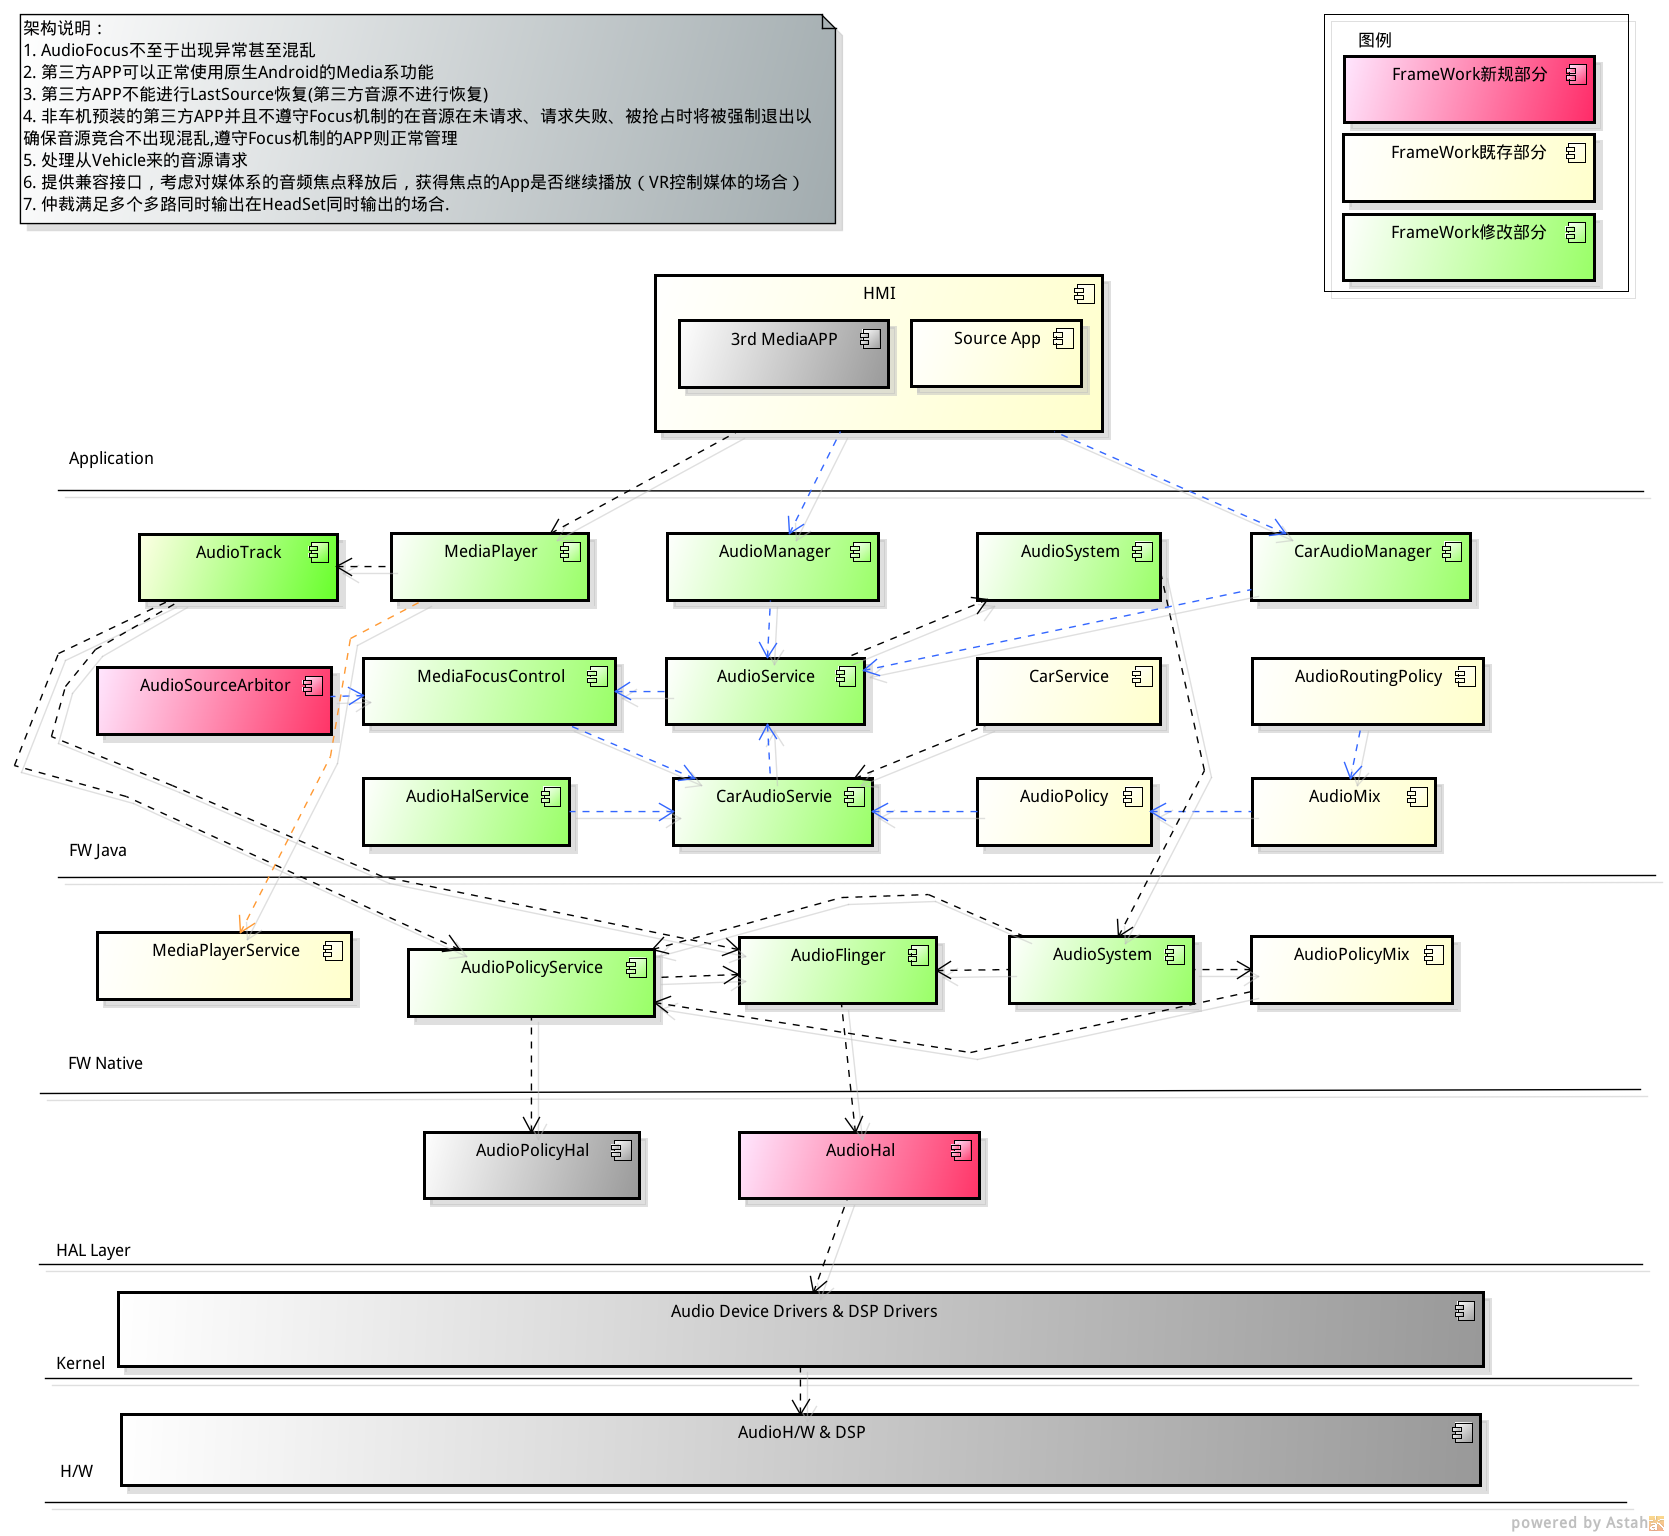 架构说明：
1. AudioFocus不至于出现异常甚至混乱
2. 第三方APP可以正常使用原生Android的Media系功能
3. 第三方APP不能进行LastSource恢复(第三方音源不进行恢复)
4. 非车机预装的第三方APP并且不遵守Focus机制的在音源在未请求、请求失败、被抢占时将被强制退出以
确保音源竞合不出现混乱,遵守Focus机制的APP则正常管理
5. 处理从Vehicle来的音源请求
6. 提供兼容接口，考虑对媒体系的音频焦点释放后，获得焦点的App是否继续播放（VR控制媒体的场合）
7. 仲裁满足多个多路同时输出在HeadSet同时输出的场合.
图例
FrameWork新规部分
FrameWork既存部分
FrameWork修改部分
HMI
3rd MediaAPP
Source App
Application
AudioTrack
MediaPlayer
AudioManager
AudioSystem
CarAudioManager
AudioSourceArbitor
MediaFocusControl
AudioService
CarService
AudioRoutingPolicy
AudioHalService
CarAudioServie
AudioPolicy
AudioMix
FW Java
MediaPlayerService
AudioPolicyService
AudioFlinger
AudioSystem
AudioPolicyMix
FW Native
AudioPolicyHal
AudioHal
HAL Layer
Audio Device Drivers & DSP Drivers
Kernel
AudioH/W & DSP
H/W
powered by Astah